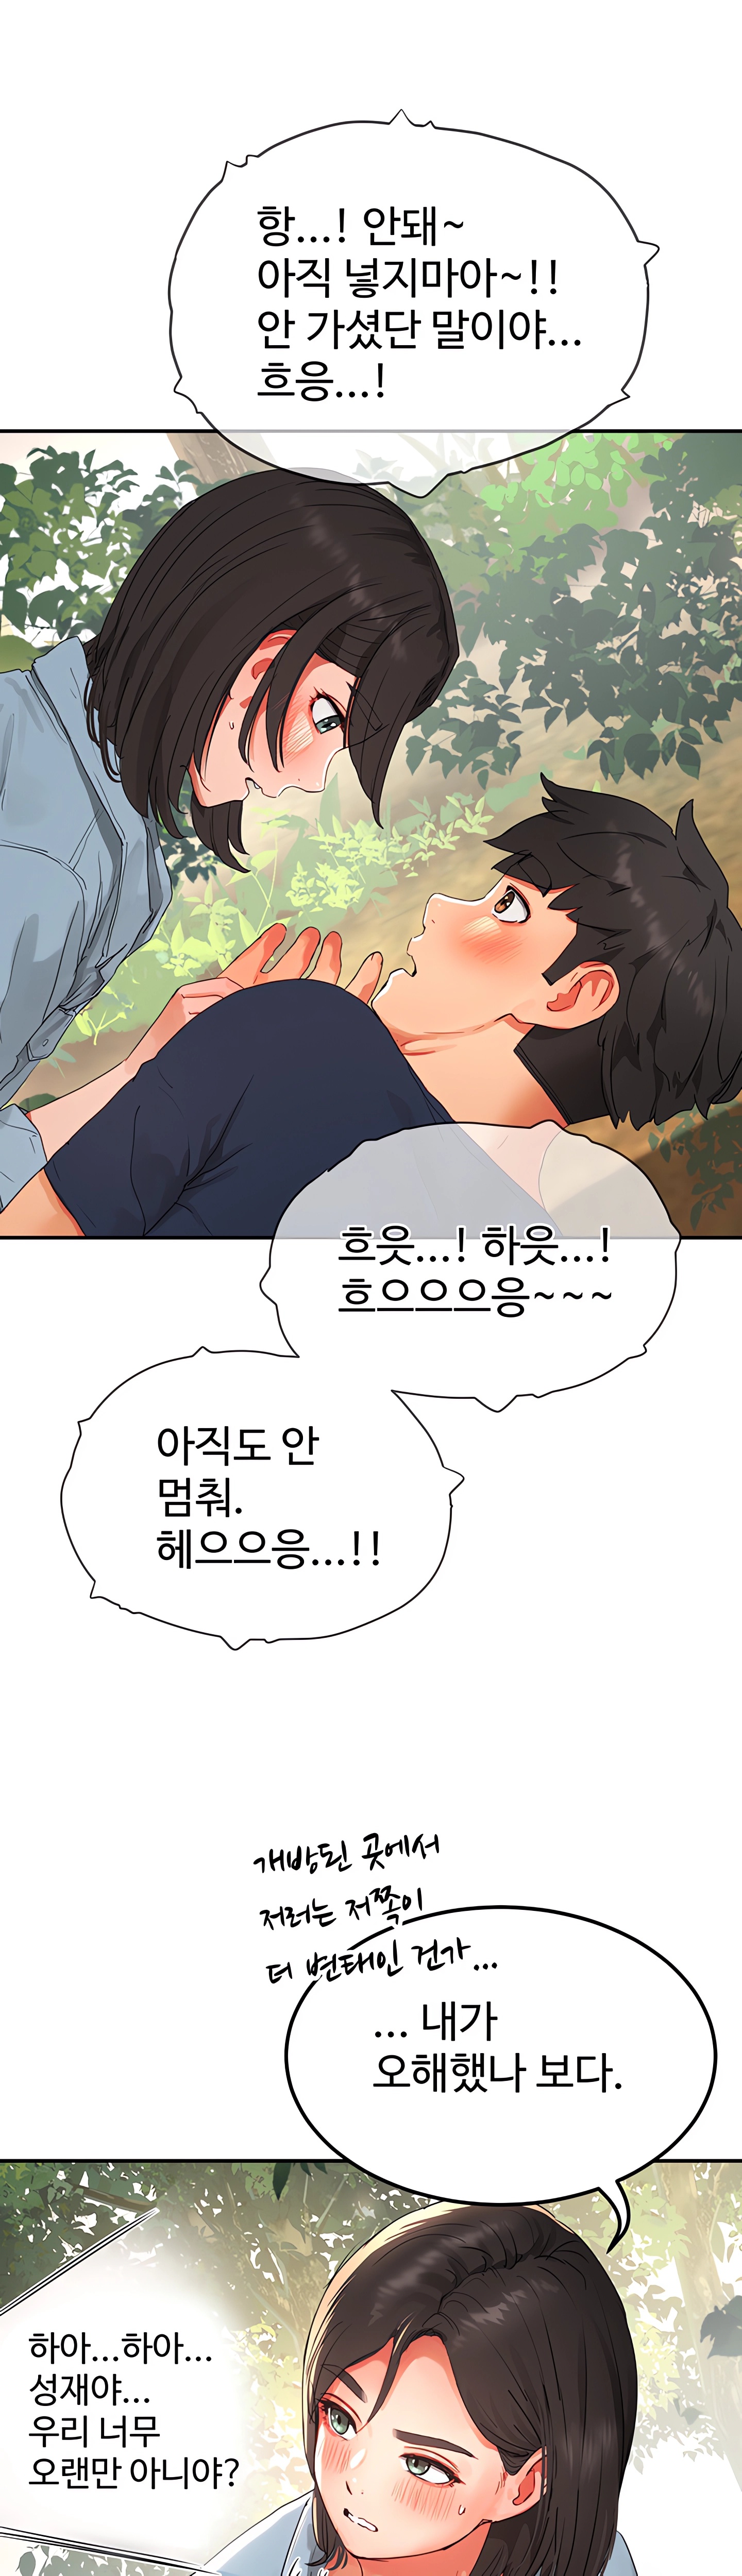 항...! 안돼~
아직 넣지마아~!!
안 가셨단 말이야...
흐응...!
흐읏...! 하읏...!
흐으으으응~~~
아직도 안
멈춰.
헤으으응...!!
개방된 곳에서
저러는 저쪽이
더 변태인 건가...
... 내가
오해했나 보다.
하아...하아...
성재야...
우리 너무
오랜만 아니야?